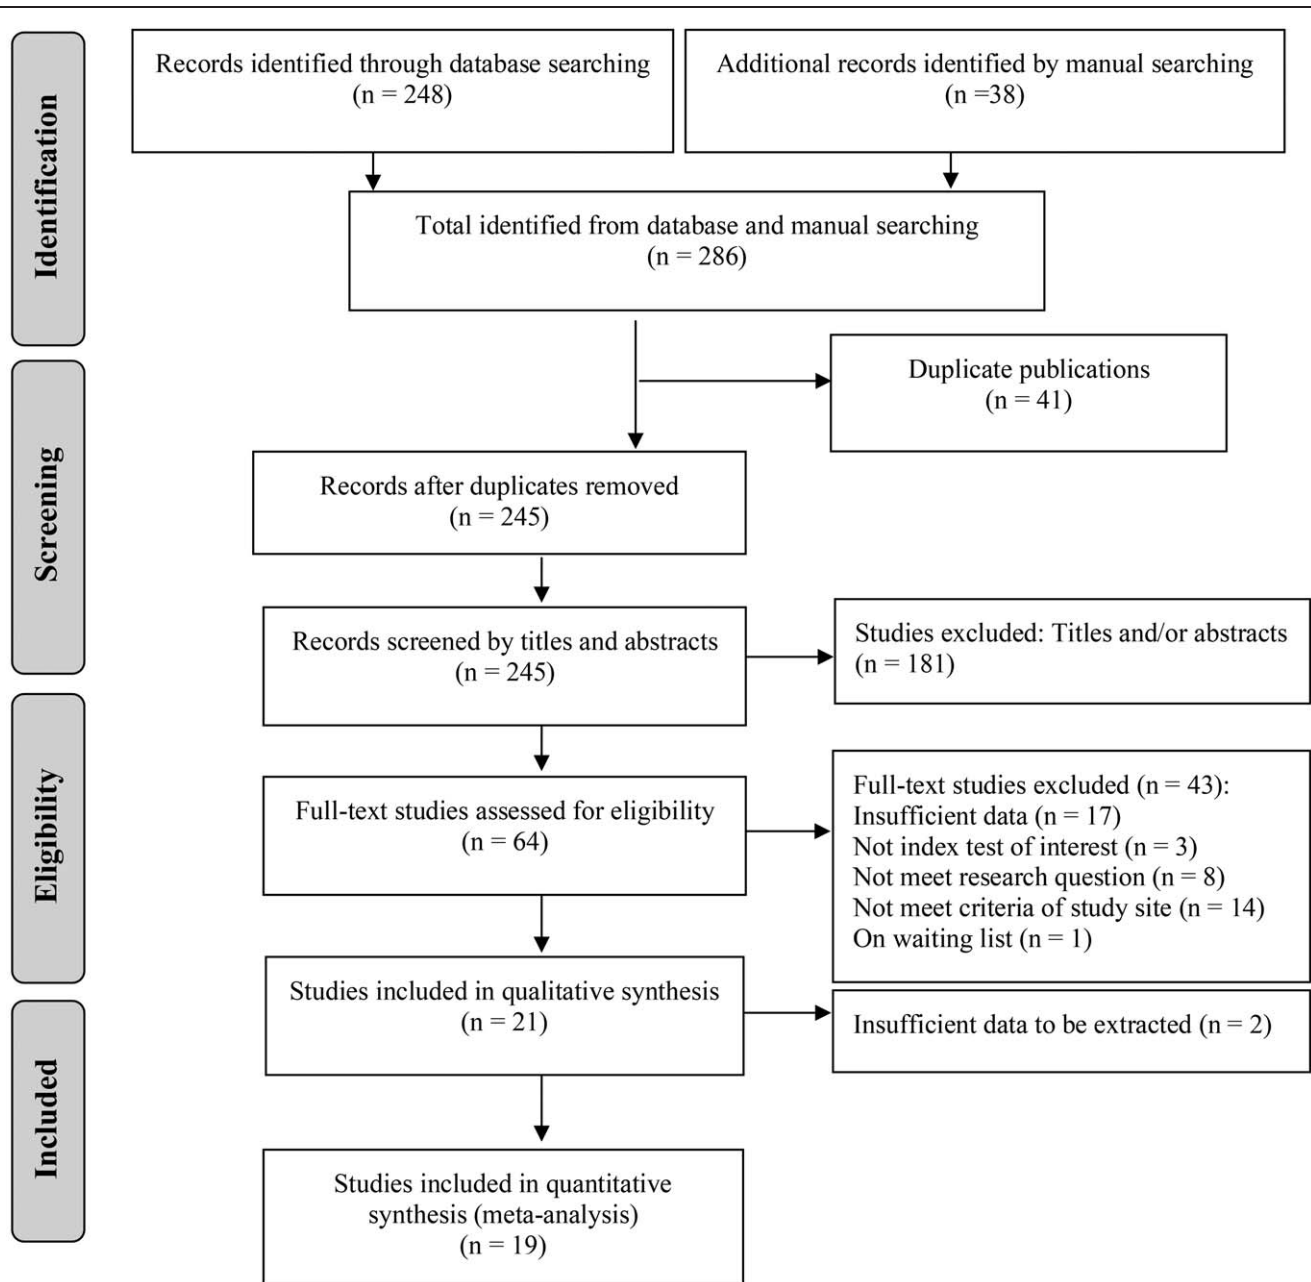 Identification
Records identified through database searching
(n = 248)
Additional records identified by manual searching
(n =38)
Total identified from database and manual searching
(n = 286)
Screening
Duplicate publications
(n = 41)
Records after duplicates removed
(n = 245)
Records screened by titles and abstracts
(n = 245)
Studies excluded: Titles and/or abstracts
(n = 181)
Eligibility
Full-text studies assessed for eligibility
(n = 64)
Full-text studies excluded (n = 43):
Insufficient data (n = 17)
Not index test of interest (n = 3)
Not meet research question (n = 8)
Not meet criteria of study site (n = 14)
On waiting list (n = 1)
Studies included in qualitative synthesis
(n = 21)
Insufficient data to be extracted (n = 2)
Included
Studies included in quantitative
synthesis (meta-analysis)
(n = 19)